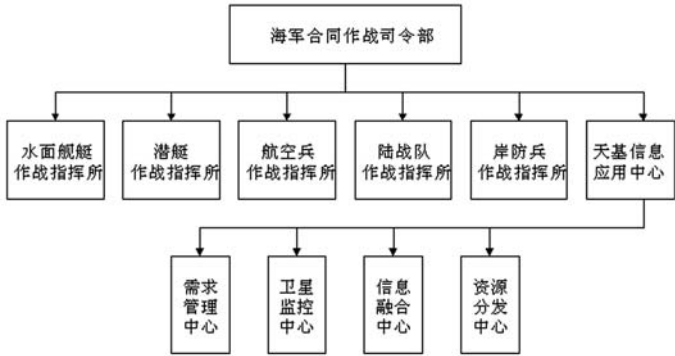 海军合同作战司令部
水面舰艇
作战指挥所
潜艇
作战指挥所
航空兵
作战指挥所
陆战队
作战指挥所
岸防兵
作战指挥所
天基信息
应用中心
需求
管理
中心
卫星
监控
中心
信息
融合
中心
资源
分发
中心